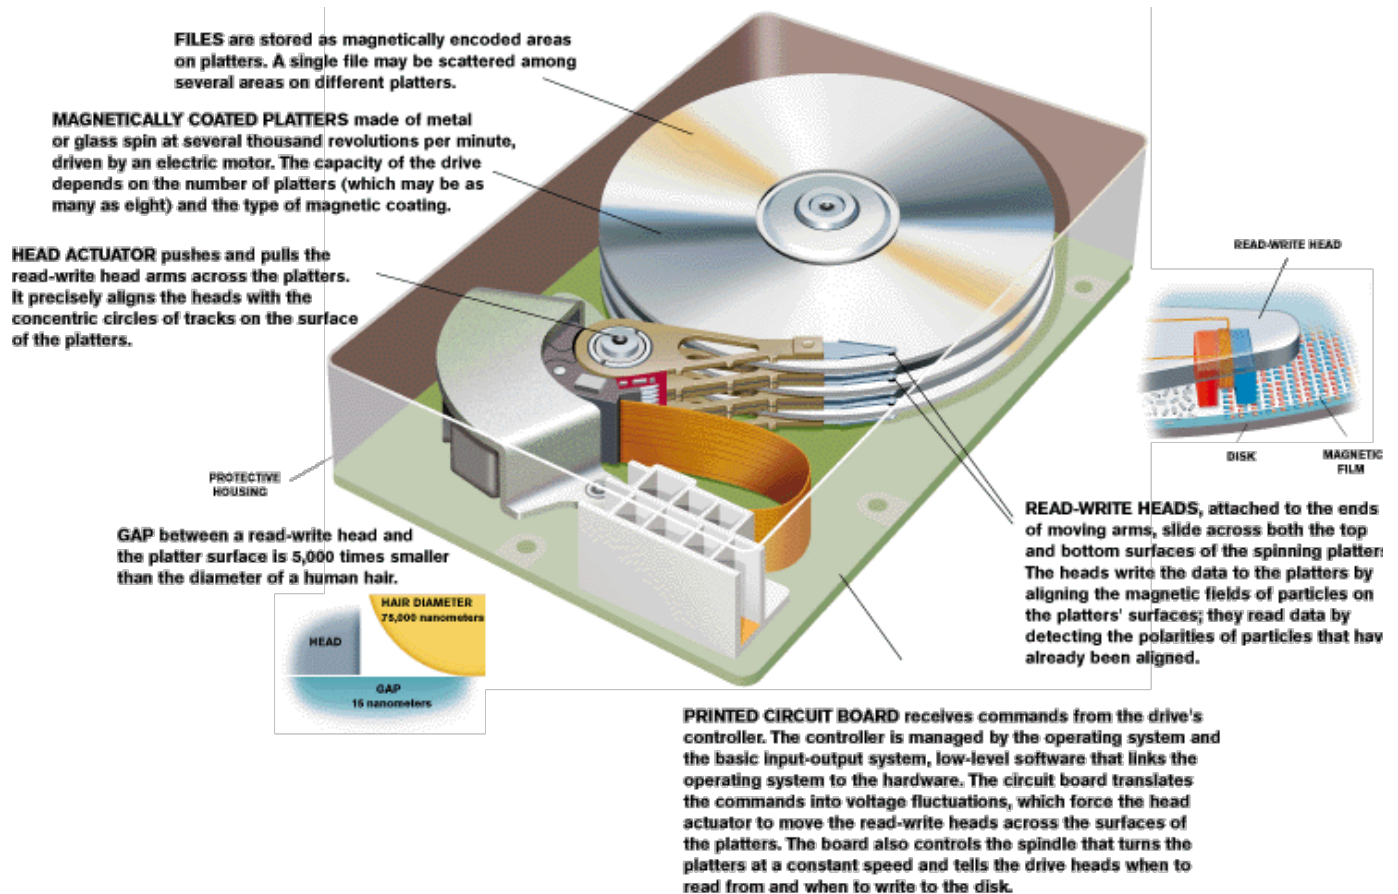 FILES are stored as magnetically encoded areas
on platters. A single file may be scattered among
several areas on different platters.
MAGNETICALLY COATED PLATTERS made of metal
or glass spin at several thousand revolutions per minute,
driven by an electric motor. The capacity of the drive
depends on the number of platters (which may be as
many as eight) and the type of magnetic coating.
HEAD ACTUATOR pushes and pulls the
read-write head arms across the platters.
It precisely aligns the heads with the
concentric circles of tracks on the surface
of the platters.
READ-WRITE HEAD
DISK
MAGNETIC
FILM
PROTECTIVE
HOUSING
GAP between a read-write head and
the platter surface is 5,000 times smaller
than the diameter of a human hair.
HAIR DIAMETER
75,000 nanometers
HEAD
GAP
15 nanometers
READ-WRITE HEADS, attached to the ends
of moving arms, slide across both the top
and bottom surfaces of the spinning platters
The heads write the data to the platters by
aligning the magnetic fields of particles on
the platters' surfaces; they read data by
detecting the polarities of particles that have
already been aligned.
PRINTED CIRCUIT BOARD receives commands from the drive's
controller. The controller is managed by the operating system and
the basic input-output system, low-level software that links the
operating system to the hardware. The circuit board translates
the commands into voltage fluctuations, which force the head
actuator to move the read-write heads across the surfaces of
the platters. The board also controls the spindle that turns the
platters at a constant speed and tells the drive heads when to
read from and when to write to the disk.